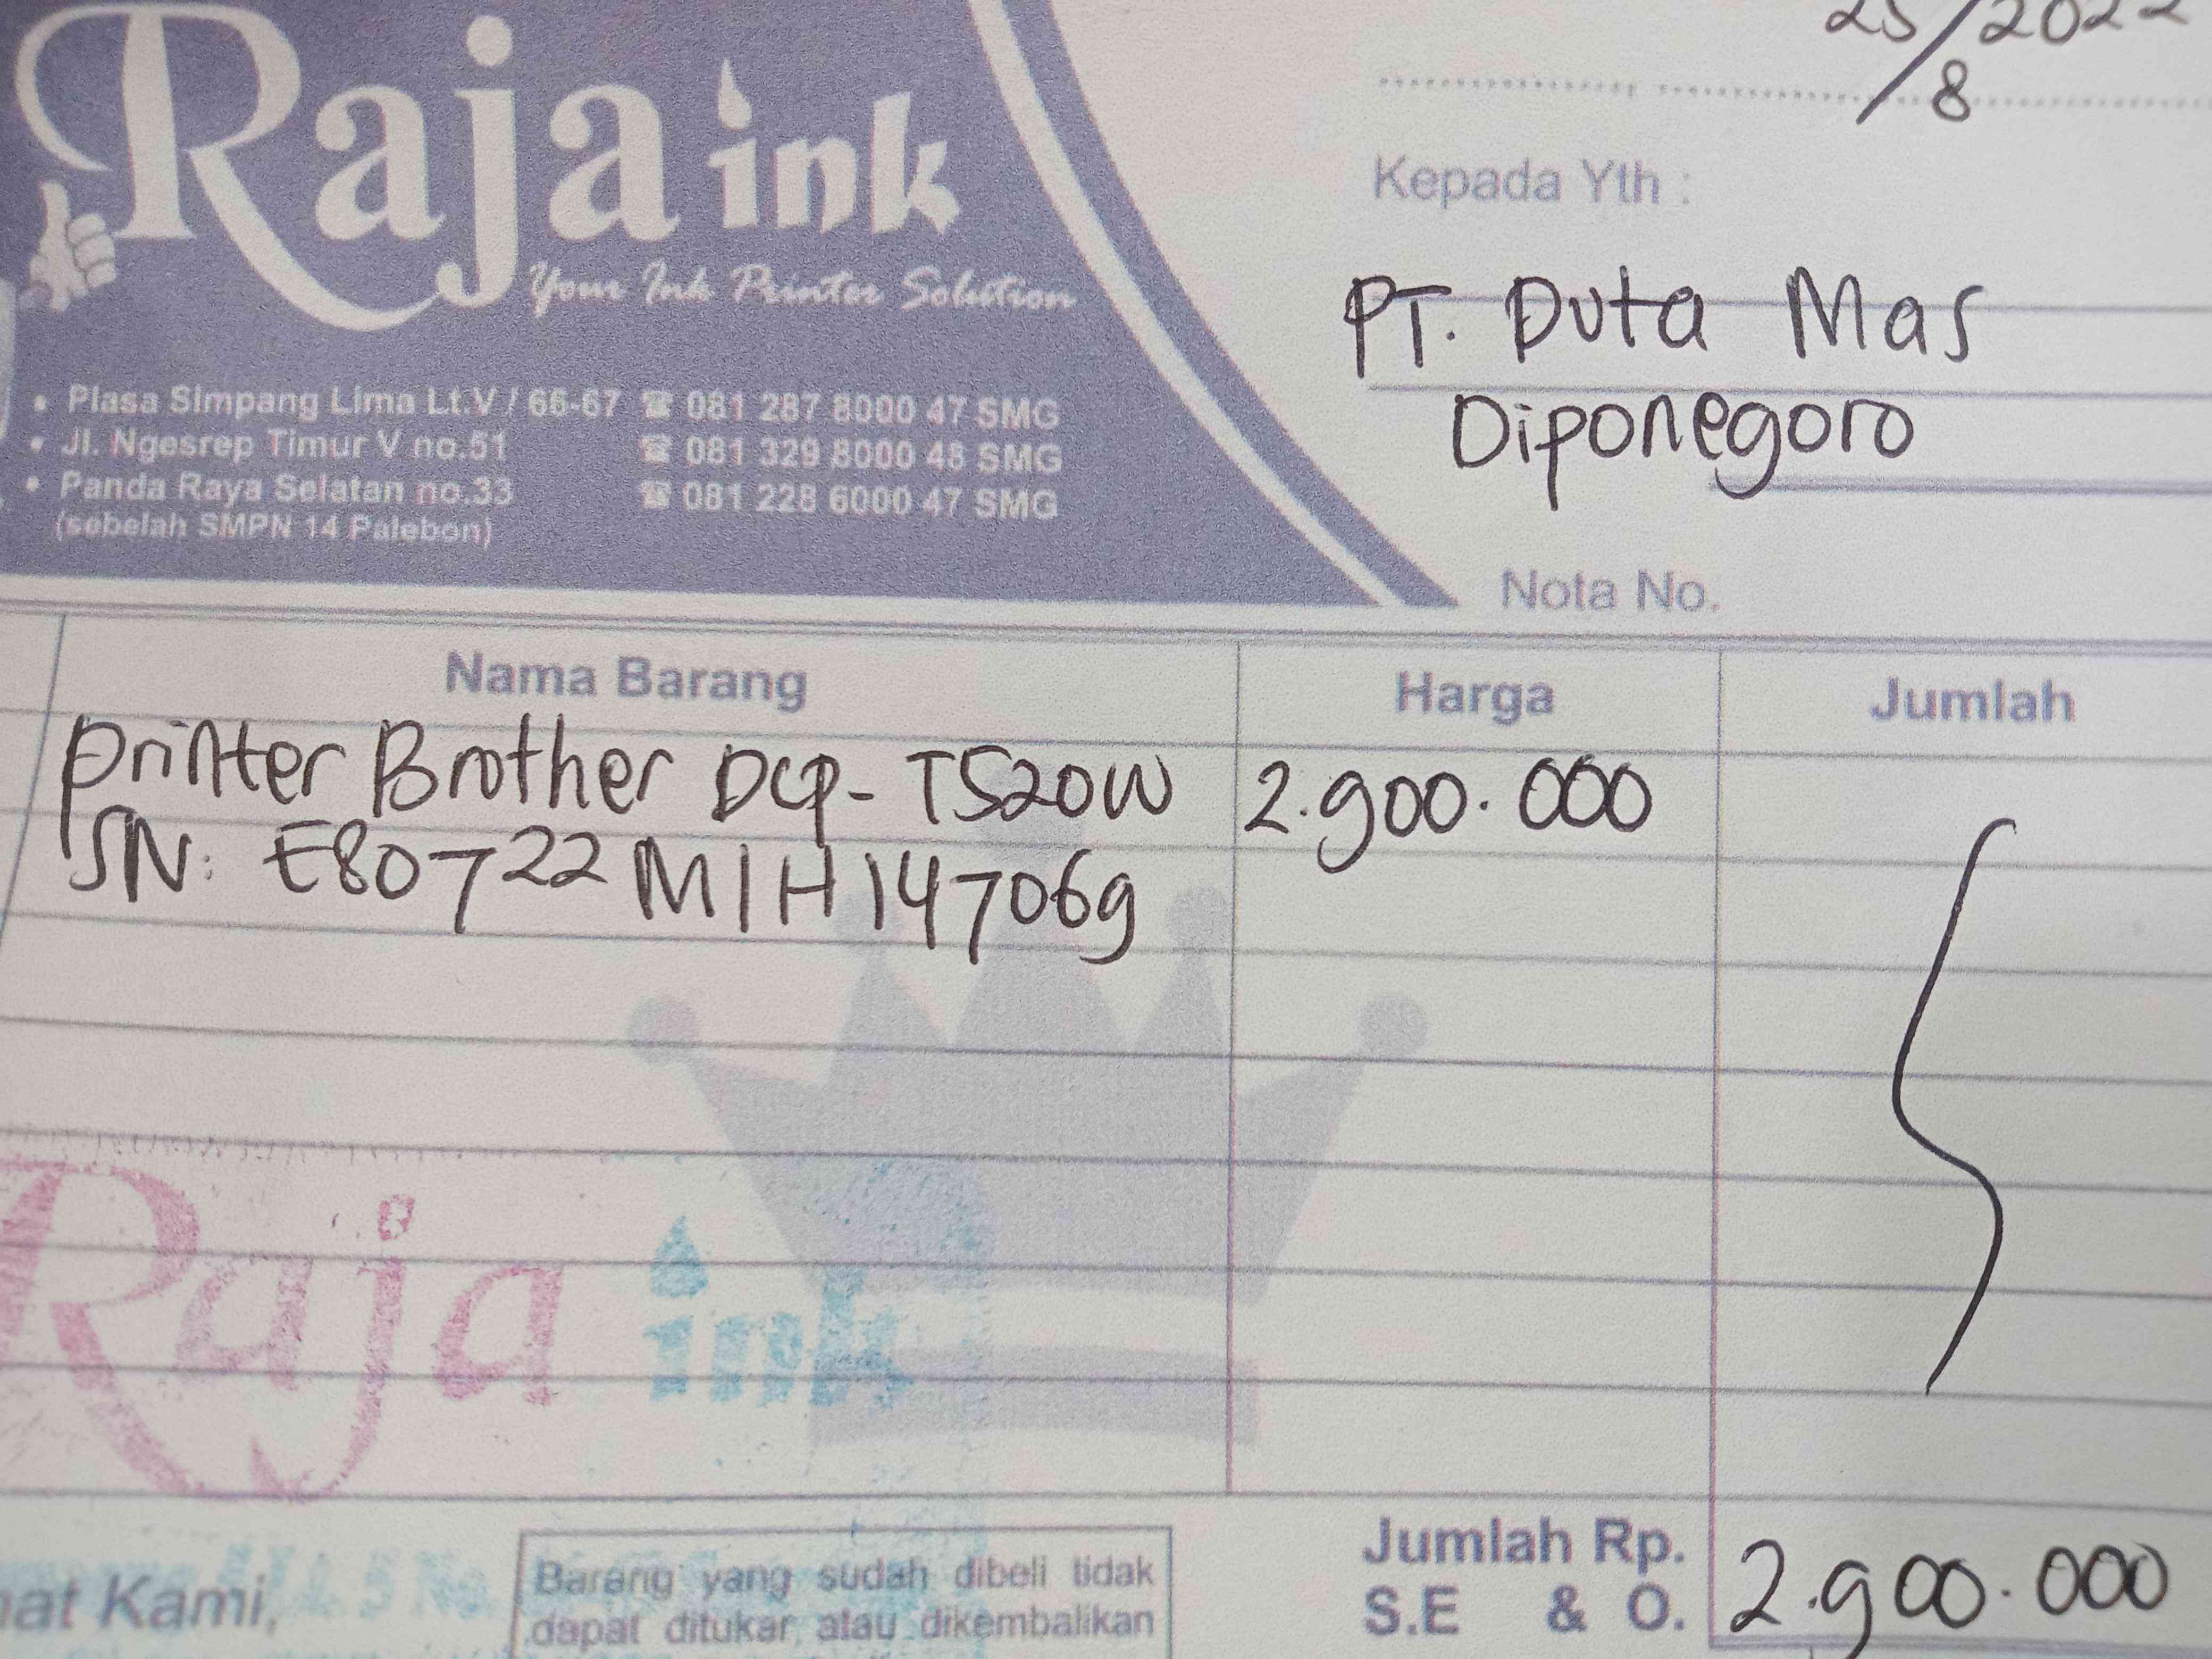 Raja ink
Your Ink Printer Solution
• Plasa Simpang Lima Lt.V / 66-67 ☎ 081 287 8000 47 SMG
• Jl. Ngesrep Timur V no.51 ☎ 081 329 8000 48 SMG
• Panda Raya Selatan no.33 ☎ 081 228 6000 47 SMG
(sebelah SMPN 14 Palebon)
25/8 2022
Kepada Yth :
PT. Duta Mas
Diponegoro
Nota No.
Nama Barang Harga Jumlah
Printer Brother DCP-T520W 2.900.000
SN: E80722M1H147069
Raja ink
Jumlah Rp. 2.900.000
S.E & O.
Kami,
Barang yang sudah dibeli tidak
dapat ditukar atau dikembalikan